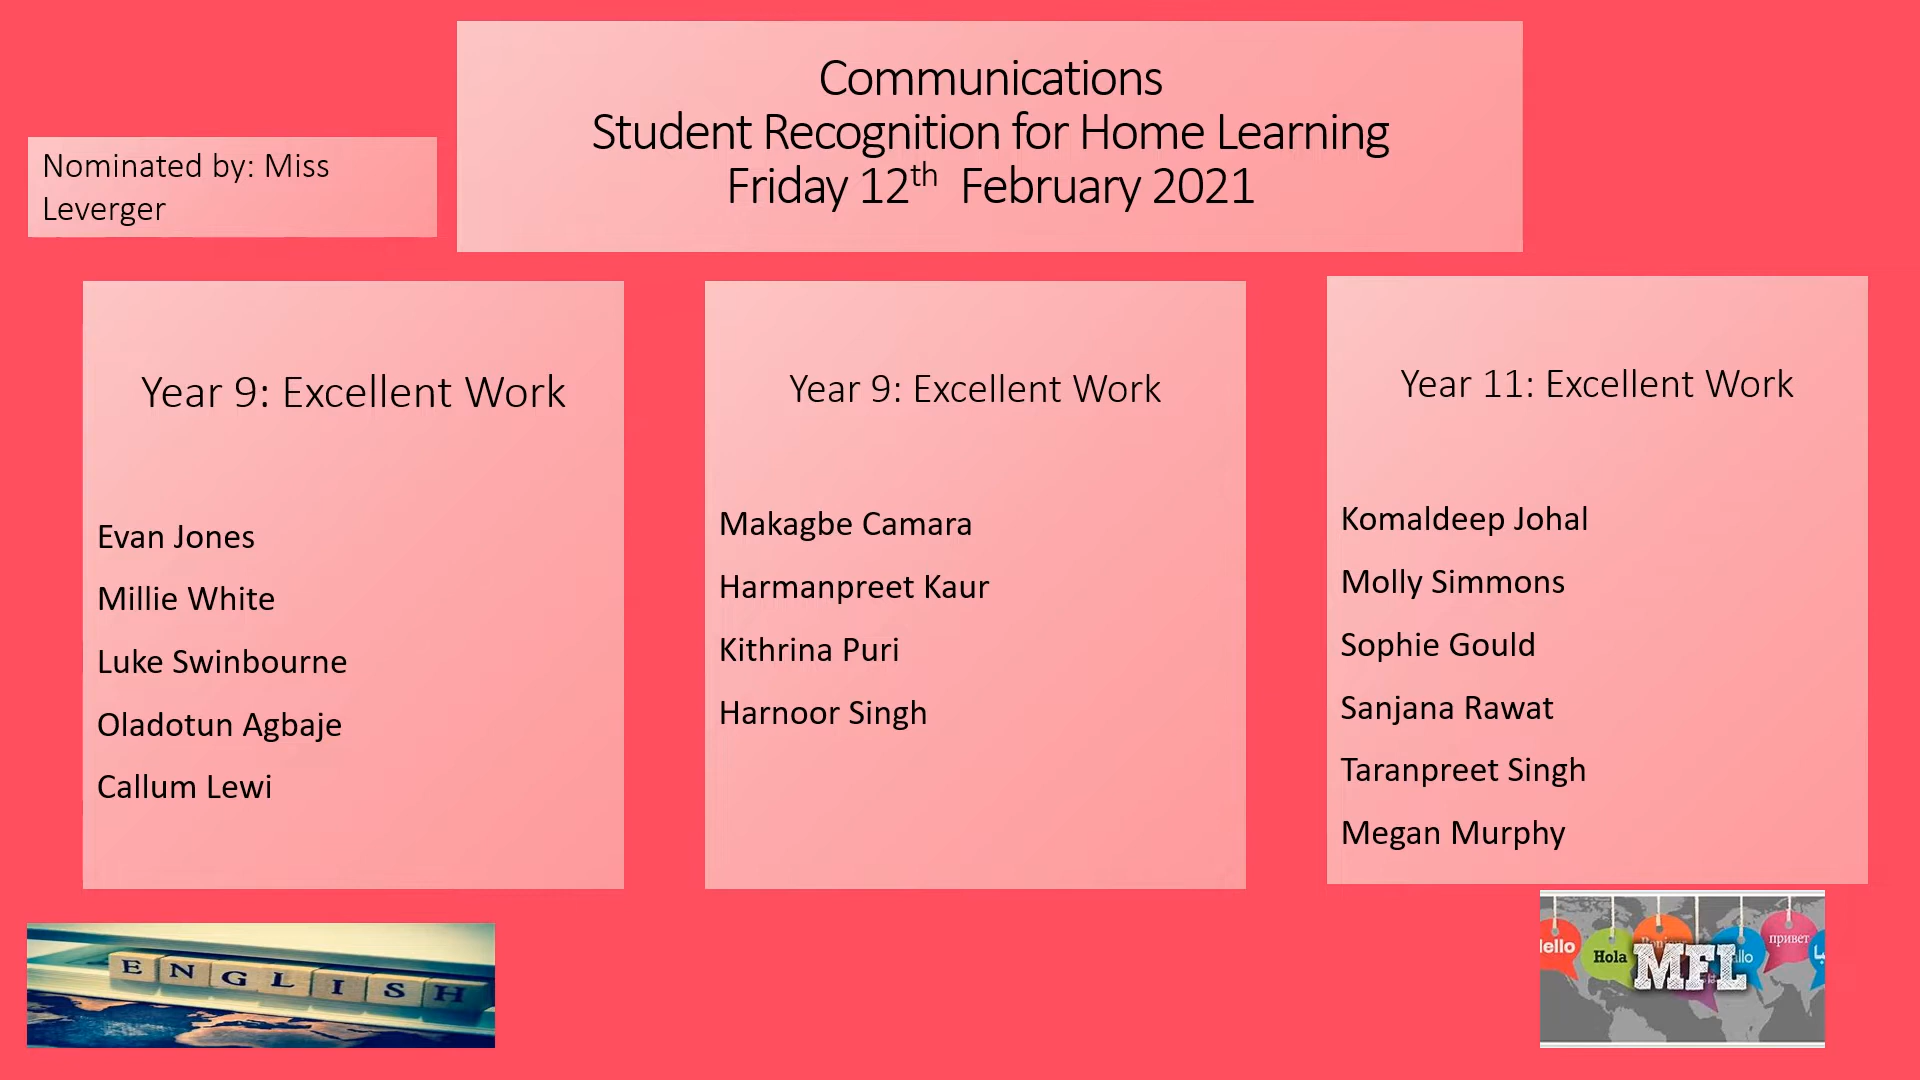 Communications
Student Recognition for Home Learning
Friday 12th February 2021
Nominated by: Miss
Leverger
Year 9: Excellent Work
Evan Jones
Millie White
Luke Swinbourne
Oladotun Agbaje
Callum Lewi
Year 9: Excellent Work
Makagbe Camara
Harmanpreet Kaur
Kithrina Puri
Harnoor Singh
Year 11: Excellent Work
Komaldeep Johal
Molly Simmons
Sophie Gould
Sanjana Rawat
Taranpreet Singh
Megan Murphy
ENGLISH
Hola
MFL
привет